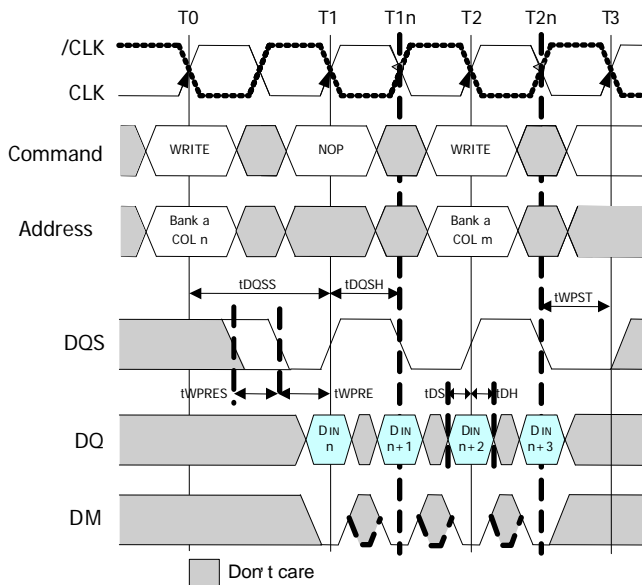 T0 T1 T1n T2 T2n T3
/CLK
CLK
Command WRITE NOP WRITE
Address Bank a COL n Bank a COL m
tDQSS tDQSH tWPST
DQS
tWPRES tWPRE tDS tDH
DQ DIN n DIN n+1 DIN n+2 DIN n+3
DM
Don't care